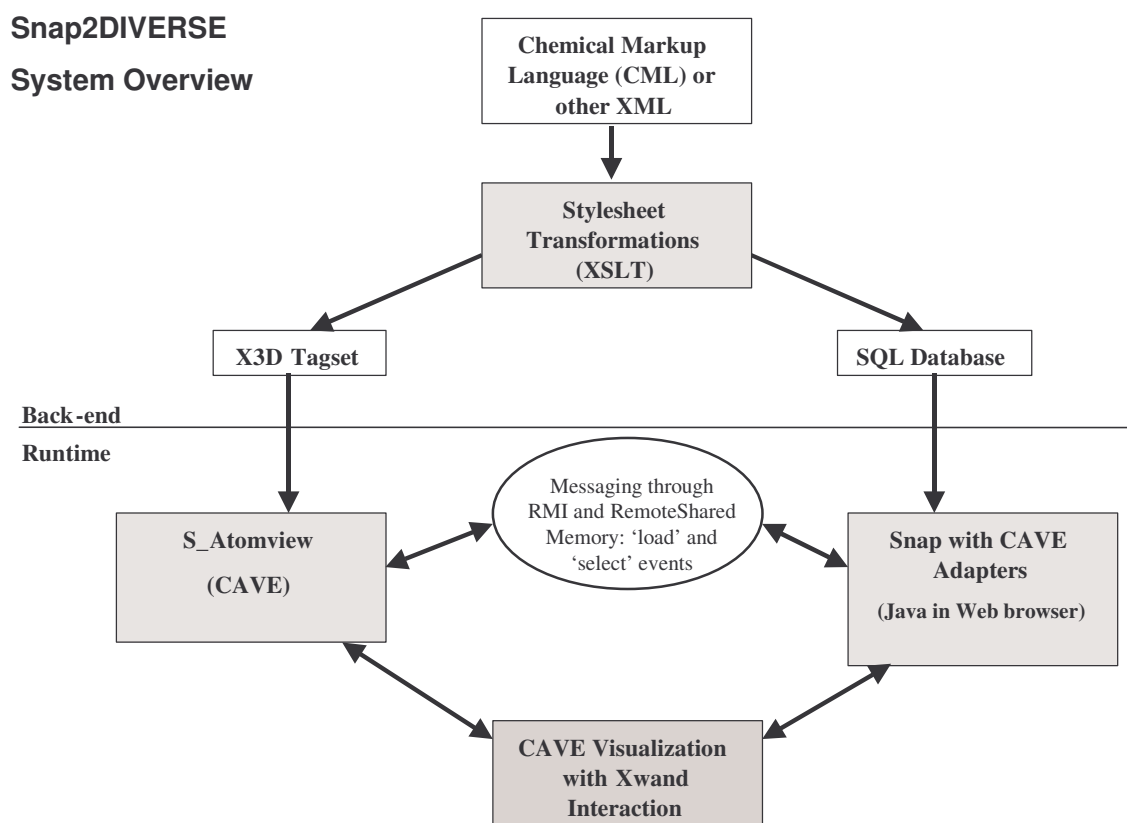 Snap2DIVERSE
System Overview
Chemical Markup
Language (CML) or
other XML
Stylesheet
Transformations
(XSLT)
X3D Tagset
SQL Database
Back-end
Runtime
Messaging through
RMI and RemoteShared
Memory: ‘load’ and
‘select’ events
S_Atomview
(CAVE)
Snap with CAVE
Adapters
(Java in Web browser)
CAVE Visualization
with Xwand
Interaction